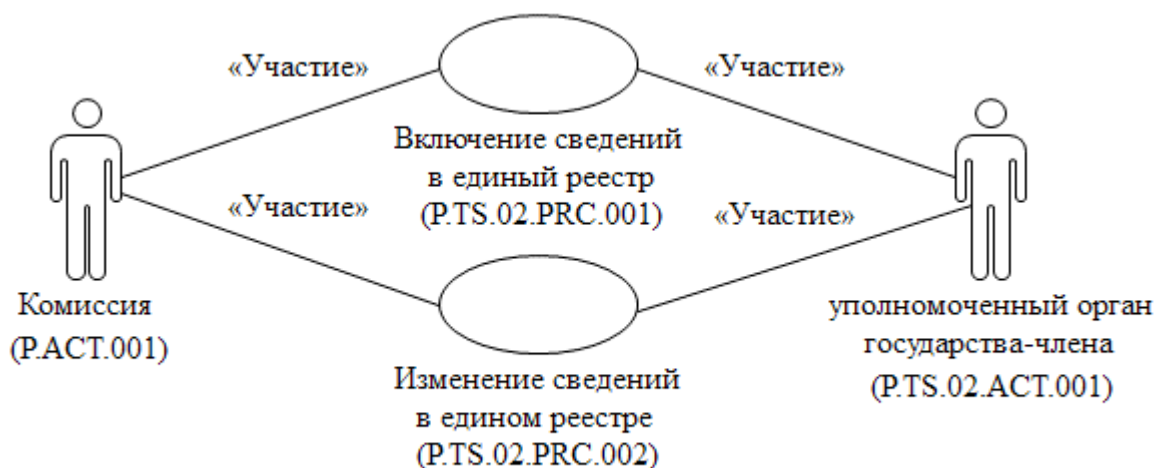 «Участие» «Участие»
Включение сведений
в единый реестр
(P.TS.02.PRC.001)
«Участие» «Участие»
Комиссия
(P.ACT.001)
уполномоченный орган
государства-члена
(P.TS.02.ACT.001)
Изменение сведений
в едином реестре
(P.TS.02.PRC.002)